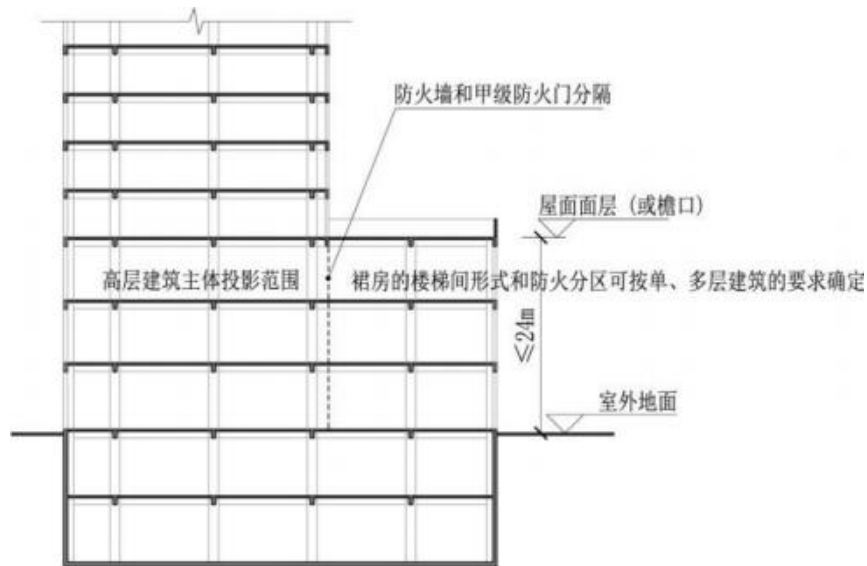 防火墙和甲级防火门分隔
屋面面层（或檐口）
高层建筑主体投影范围
裙房的楼梯间形式和防火分区可按单、多层建筑的要求确定
≤24m
室外地面